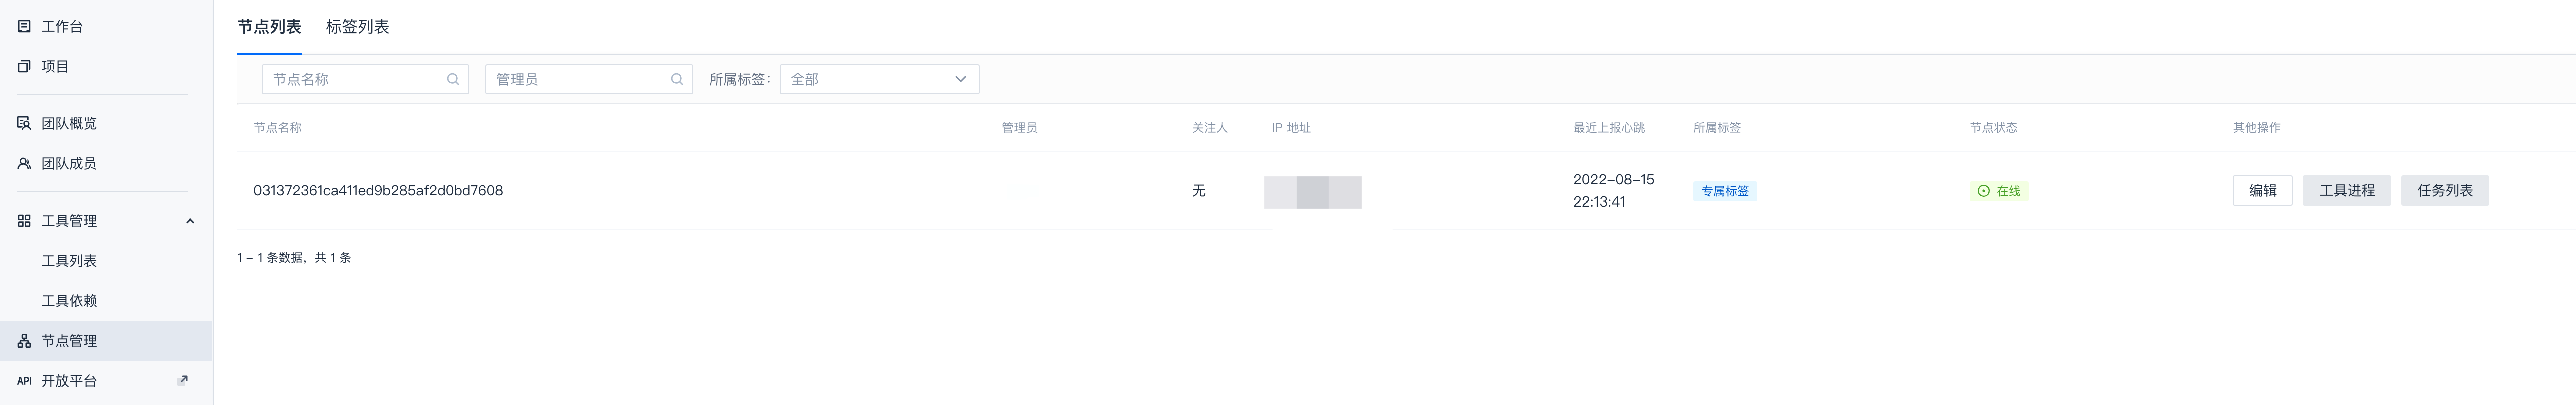 工作台
项目
团队概览
团队成员
工具管理
工具列表
工具依赖
节点管理
API 开放平台
节点列表 标签列表
节点名称 管理员 所属标签: 全部
节点名称 管理员 关注人 IP 地址 最近上报心跳 所属标签 节点状态 其他操作
031372361ca411ed9b285af2d0bd7608 无 2022-08-15 22:13:41 专属标签 在线 编辑 工具进程 任务列表
1 - 1 条数据，共 1 条